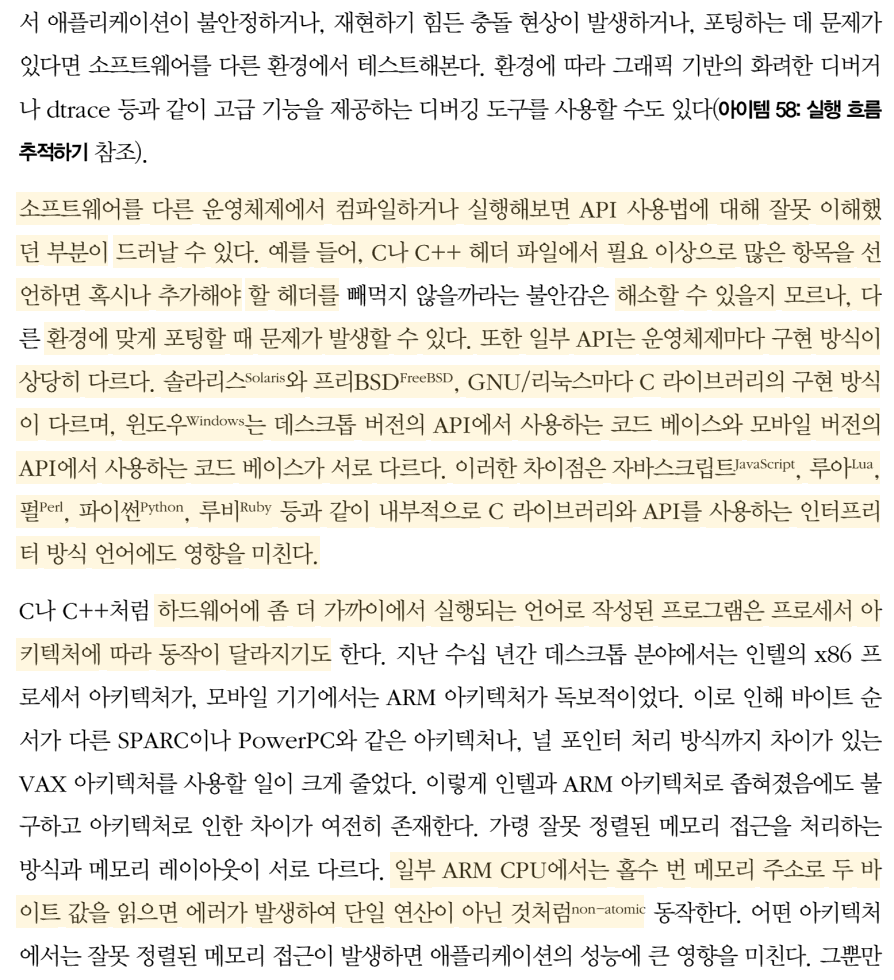 서 애플리케이션이 불안정하거나, 재현하기 힘든 충돌 현상이 발생하거나, 포팅하는 데 문제가
있다면 소프트웨어를 다른 환경에서 테스트해본다. 환경에 따라 그래픽 기반의 화려한 디버거
나 dtrace 등과 같이 고급 기능을 제공하는 디버깅 도구를 사용할 수도 있다(아이템 58: 실행 흐름
추적하기 참조).
소프트웨어를 다른 운영체제에서 컴파일하거나 실행해보면 API 사용법에 대해 잘못 이해했
던 부분이 드러날 수 있다. 예를 들어, C나 C++ 헤더 파일에서 필요 이상으로 많은 항목을 선
언하면 혹시나 추가해야 할 헤더를 빼먹지 않을까라는 불안감은 해소할 수 있을지 모르나, 다
른 환경에 맞게 포팅할 때 문제가 발생할 수 있다. 또한 일부 API는 운영체제마다 구현 방식이
상당히 다르다. 솔라리스Solaris와 프리BSDFreeBSD, GNU/리눅스마다 C 라이브러리의 구현 방식
이 다르며, 윈도우Windows는 데스크톱 버전의 API에서 사용하는 코드 베이스와 모바일 버전의
API에서 사용하는 코드 베이스가 서로 다르다. 이러한 차이점은 자바스크립트JavaScript, 루아Lua,
펄Perl, 파이썬Python, 루비Ruby 등과 같이 내부적으로 C 라이브러리와 API를 사용하는 인터프리
터 방식 언어에도 영향을 미친다.
C나 C++처럼 하드웨어에 좀 더 가까이에서 실행되는 언어로 작성된 프로그램은 프로세서 아
키텍처에 따라 동작이 달라지기도 한다. 지난 수십 년간 데스크톱 분야에서는 인텔의 x86 프
로세서 아키텍처가, 모바일 기기에서는 ARM 아키텍처가 독보적이었다. 이로 인해 바이트 순
서가 다른 SPARC이나 PowerPC와 같은 아키텍처나, 널 포인터 처리 방식까지 차이가 있는
VAX 아키텍처를 사용할 일이 크게 줄었다. 이렇게 인텔과 ARM 아키텍처로 좁혀졌음에도 불
구하고 아키텍처로 인한 차이가 여전히 존재한다. 가령 잘못 정렬된 메모리 접근을 처리하는
방식과 메모리 레이아웃이 서로 다르다. 일부 ARM CPU에서는 홀수 번 메모리 주소로 두 바
이트 값을 읽으면 에러가 발생하여 단일 연산이 아닌 것처럼non-atomic 동작한다. 어떤 아키텍처
에서는 잘못 정렬된 메모리 접근이 발생하면 애플리케이션의 성능에 큰 영향을 미친다. 그뿐만